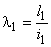 λ₁ = l₁ / i₁